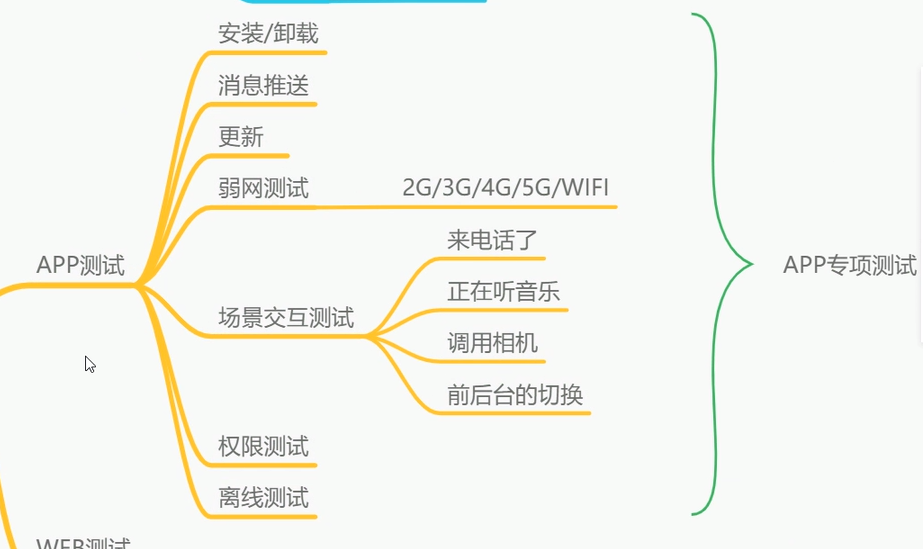 安装/卸载
消息推送
更新
弱网测试
2G/3G/4G/5G/WIFI
来电话了
APP测试
APP专项测试
正在听音乐
场景交互测试
调用相机
前后台的切换
权限测试
离线测试
WEB测试